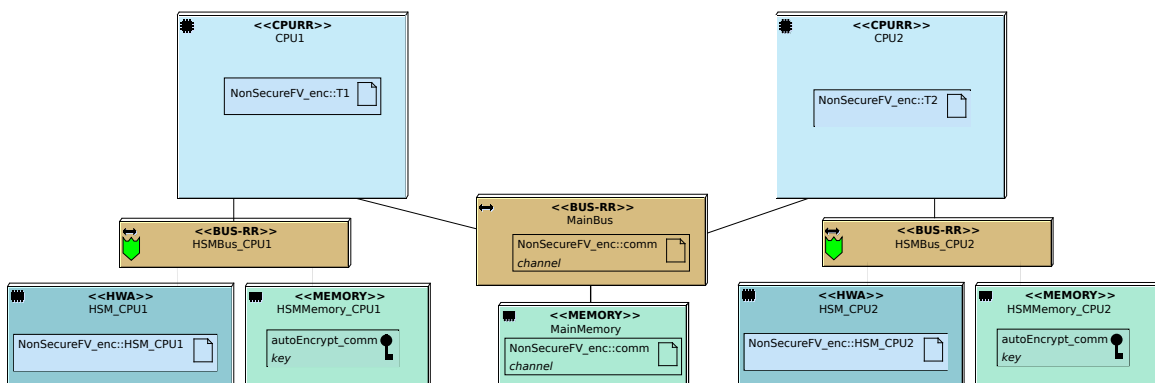 <<CPURR>>
CPU1
NonSecureFV_enc::T1
<<CPURR>>
CPU2
NonSecureFV_enc::T2
<<BUS-RR>>
MainBus
NonSecureFV_enc::comm
channel
<<BUS-RR>>
HSMBus_CPU1
<<BUS-RR>>
HSMBus_CPU2
<<HWA>>
HSM_CPU1
NonSecureFV_enc::HSM_CPU1
<<MEMORY>>
HSMMemory_CPU1
autoEncrypt_comm
key
<<MEMORY>>
MainMemory
NonSecureFV_enc::comm
channel
<<HWA>>
HSM_CPU2
NonSecureFV_enc::HSM_CPU2
<<MEMORY>>
HSMMemory_CPU2
autoEncrypt_comm
key